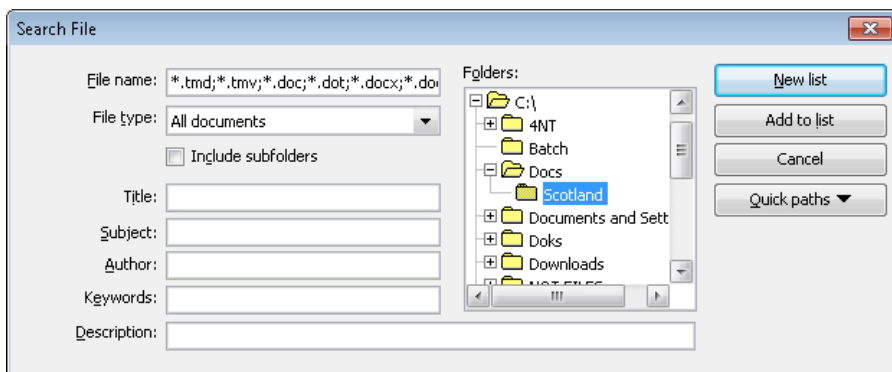 Search File
File name: *.tmd;*.tmv;*.doc;*.dot;*.docx;*.do
File type: All documents
Include subfolders
Title:
Subject:
Author:
Keywords:
Description:
Folders:
C:\
4NT
Batch
Docs
Scotland
Documents and Sett
Doks
Downloads
New list
Add to list
Cancel
Quick paths